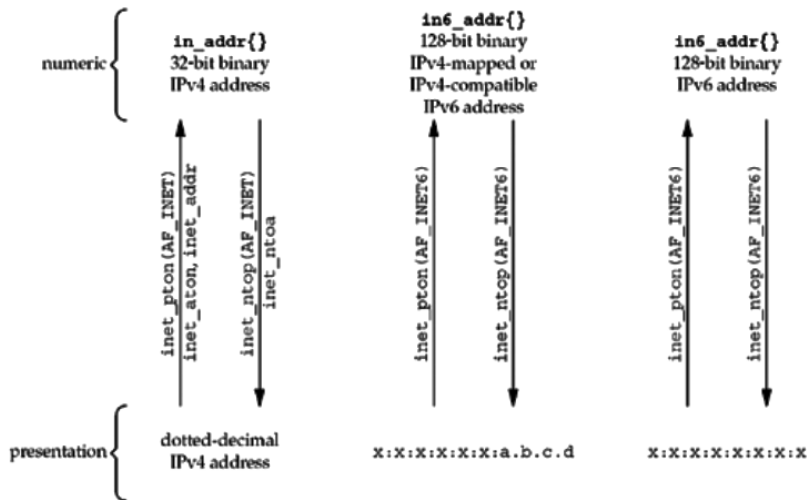 numeric
in_addr{}
32-bit binary
IPv4 address
in6_addr{}
128-bit binary
IPv4-mapped or
IPv4-compatible
IPv6 address
in6_addr{}
128-bit binary
IPv6 address
inet_pton(AF_INET)
inet_aton, inet_addr
inet_ntop(AF_INET)
inet_ntoa
inet_pton(AF_INET6)
inet_ntop(AF_INET6)
inet_pton(AF_INET6)
inet_ntop(AF_INET6)
presentation
dotted-decimal
IPv4 address
x:x:x:x:x:x:a.b.c.d
x:x:x:x:x:x:x:x